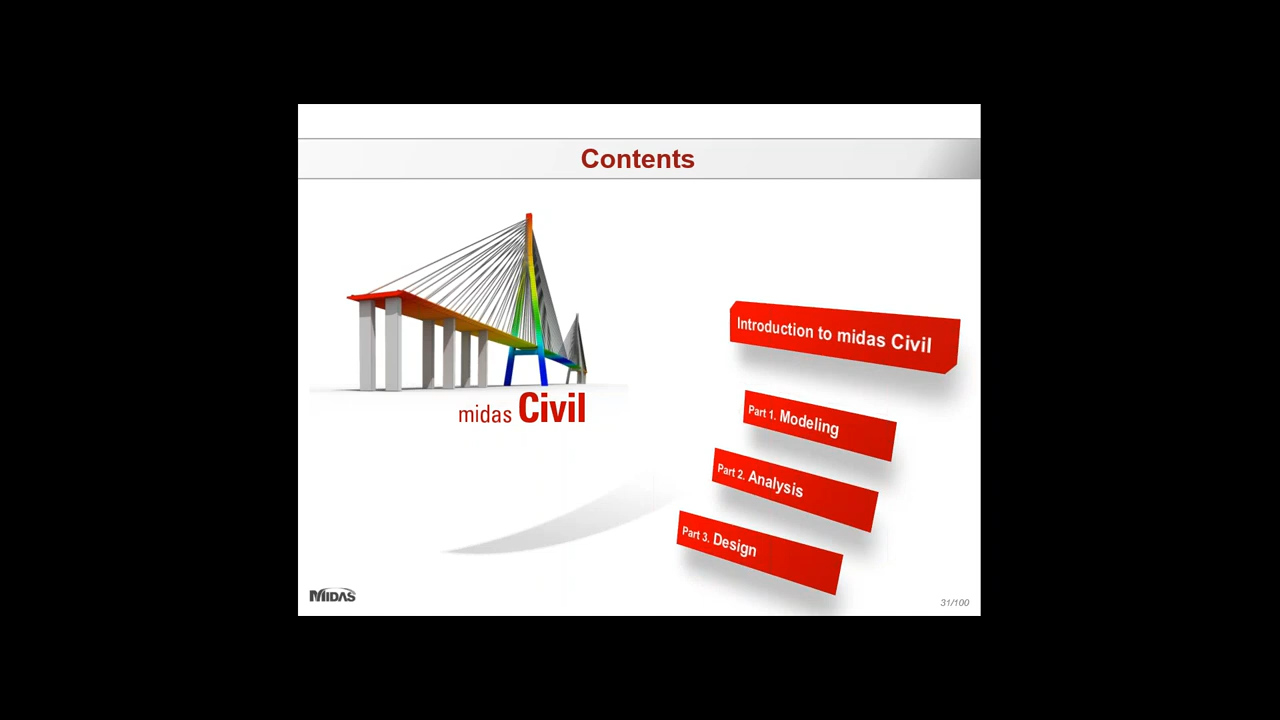 Contents
midas Civil
Introduction to midas Civil
Part 1. Modeling
Part 2. Analysis
Part 3. Design
MIDAS
31/100